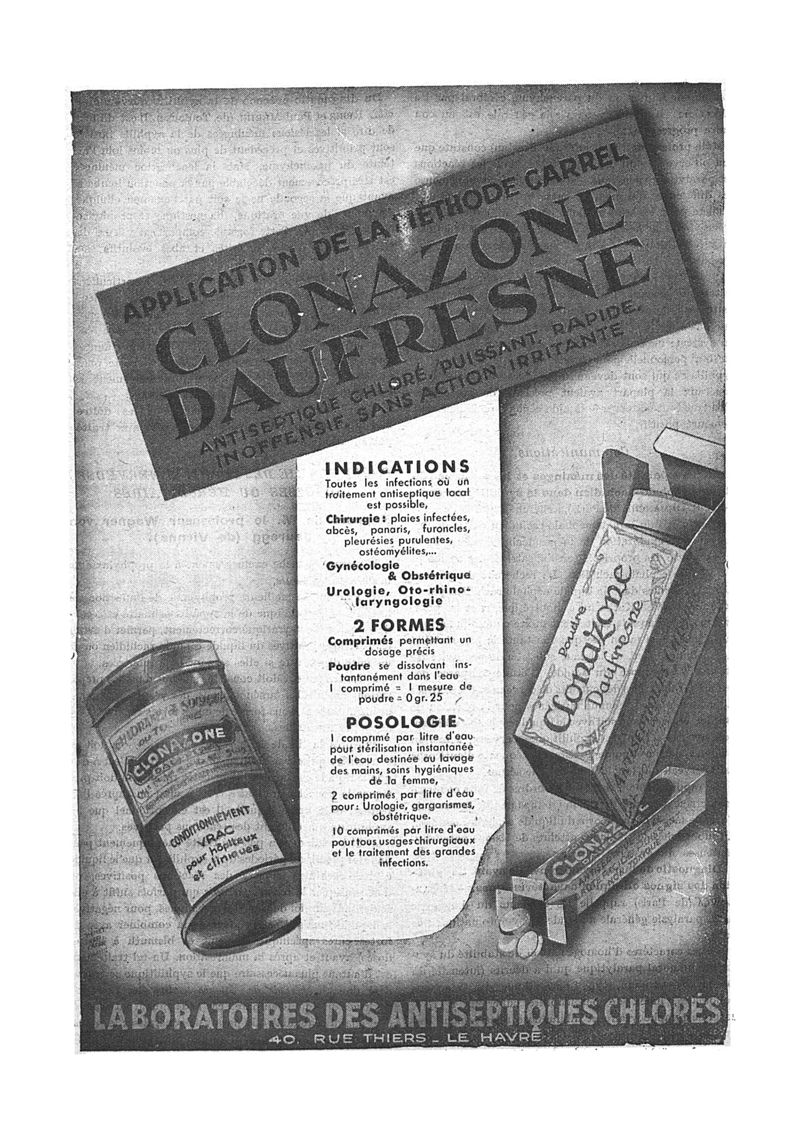 APPLICATION DE LA MÉTHODE CARREL
CLONAZONE
DAUFRESNE
ANTISEPTIQUE CHLORÉ, PUISSANT, RAPIDE,
INOFFENSIF, SANS ACTION IRRITANTE
INDICATIONS
Toutes les infections où un
traitement antiseptique local
est possible,
Chirurgie : plaies infectées,
abcès, panaris, furoncles,
pleurésies purulentes,
ostéomyélites,...
Gynécologie
& Obstétrique
Urologie, Oto-rhino-
laryngologie
2 FORMES
Comprimés permettant un
dosage précis
Poudre se dissolvant ins-
tantanément dans l'eau
1 comprimé = 1 mesure de
poudre = 0 gr. 25
POSOLOGIE
1 comprimé par litre d'eau
pour stérilisation instantanée
de l'eau destinée au lavage
des mains, soins hygiéniques
de la femme,
2 comprimés par litre d'eau
pour : Urologie, gargarismes,
obstétrique.
10 comprimés par litre d'eau
pour tous usages chirurgicaux
et le traitement des grandes
infections.
CLONAZONE
CONDITIONNEMENT
VRAC
pour hôpitaux
et cliniques
Poudre
Clonazone
Daufresne
CLONAZ
LABORATOIRES DES ANTISEPTIQUES CHLORÉS
40, RUE THIERS _ LE HAVRE